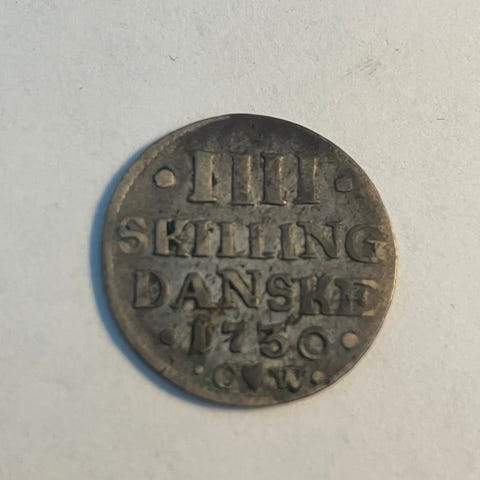 · IIII ·
SKILLING
DANSKE
· 1730 ·
· C ♥ W ·